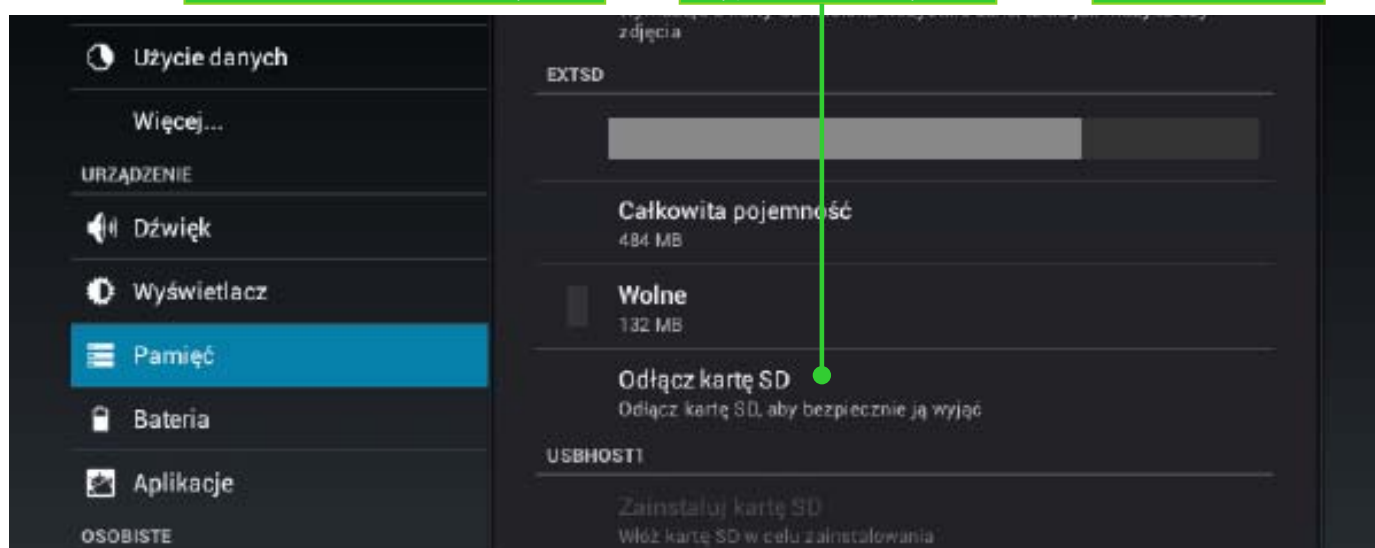 zdjęcia
Użycie danych
Więcej...
URZĄDZENIE
Dźwięk
Wyświetlacz
Pamięć
Bateria
Aplikacje
OSOBISTE
EXTSD
Całkowita pojemność
484 MB
Wolne
132 MB
Odłącz kartę SD
Odłącz kartę SD, aby bezpiecznie ją wyjąć
USBHOST1
Zainstaluj kartę SD
Włóż kartę SD w celu zainstalowania